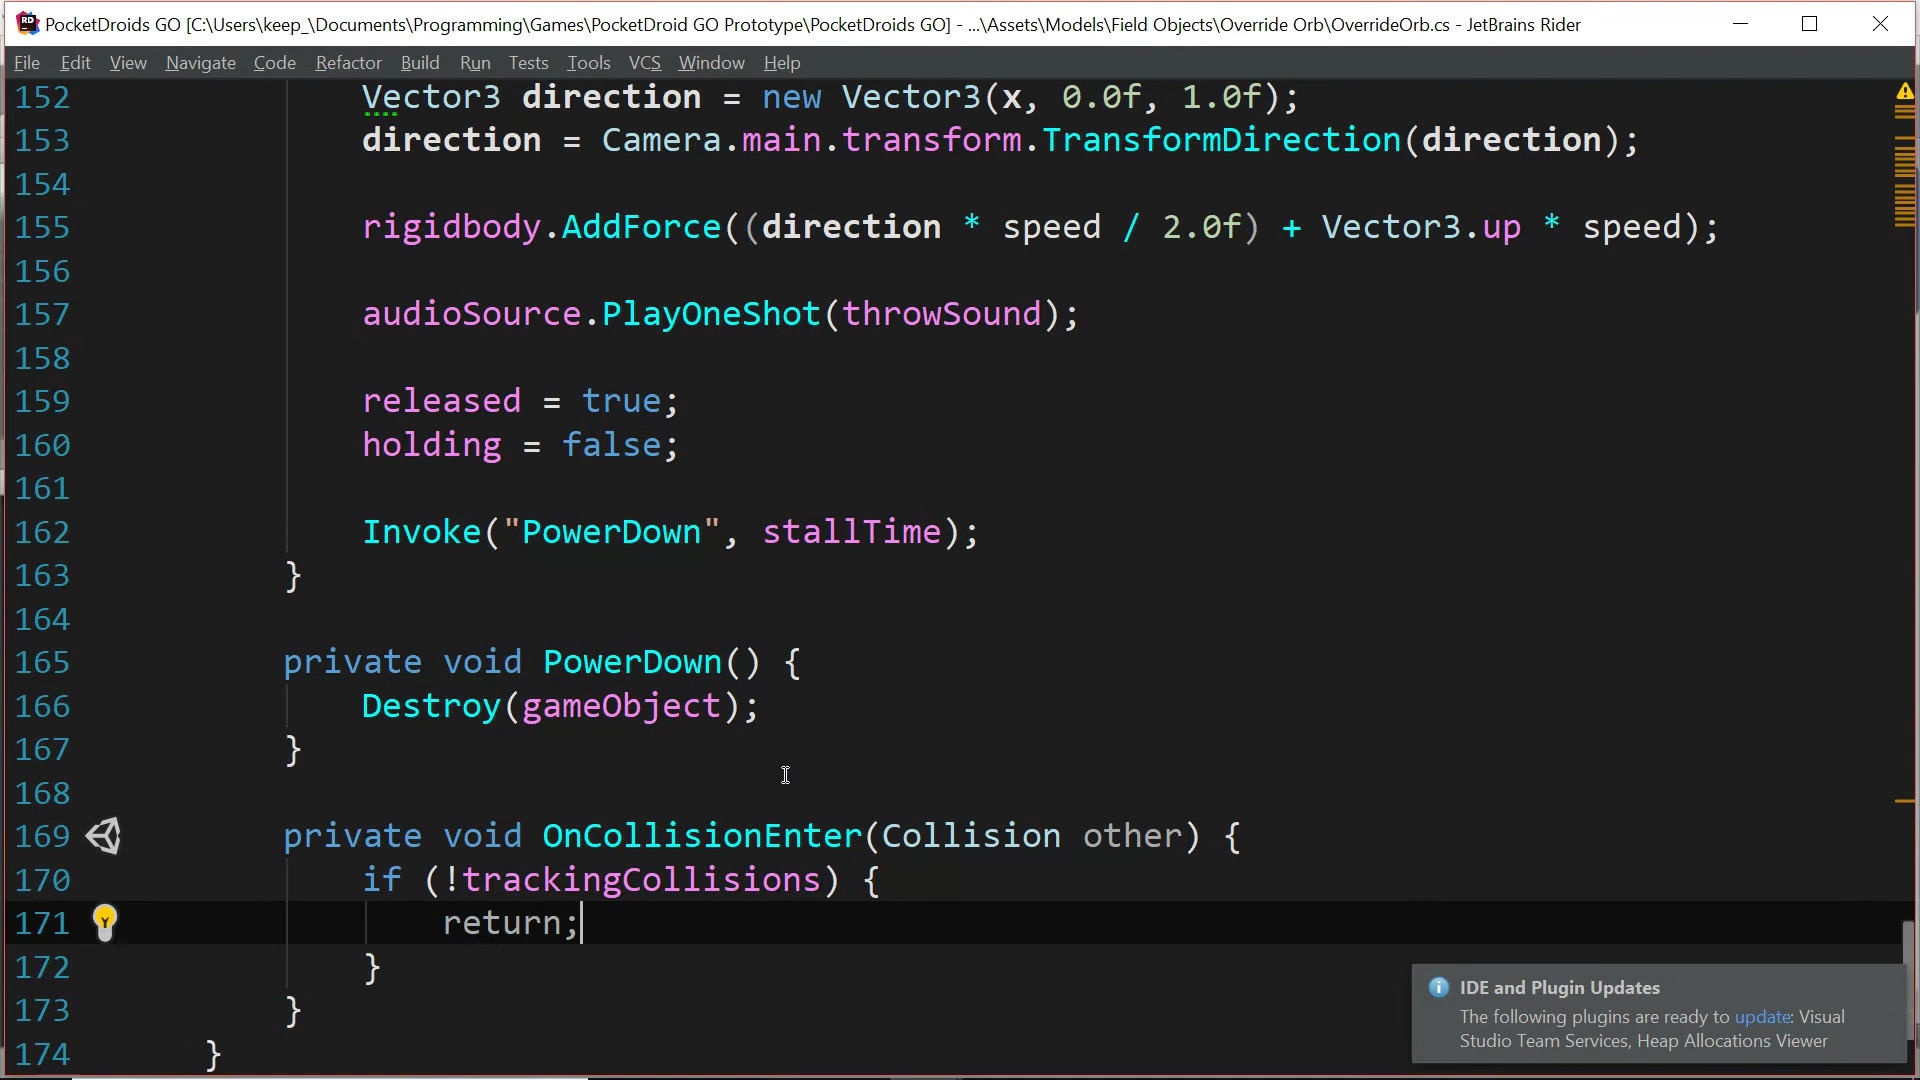 PocketDroids GO [C:\Users\keep_\Documents\Programming\Games\PocketDroid GO Prototype\PocketDroids GO] - ...\Assets\Models\Field Objects\Override Orb\OverrideOrb.cs - JetBrains Rider
File Edit View Navigate Code Refactor Build Run Tests Tools VCS Window Help
152 Vector3 direction = new Vector3(x, 0.0f, 1.0f);
153 direction = Camera.main.transform.TransformDirection(direction);
154
155 rigidbody.AddForce((direction * speed / 2.0f) + Vector3.up * speed);
156
157 audioSource.PlayOneShot(throwSound);
158
159 released = true;
160 holding = false;
161
162 Invoke("PowerDown", stallTime);
163 }
164
165 private void PowerDown() {
166 Destroy(gameObject);
167 }
168
169 private void OnCollisionEnter(Collision other) {
170 if (!trackingCollisions) {
171 return;
172 }
173 }
174 }
IDE and Plugin Updates
The following plugins are ready to update: Visual
Studio Team Services, Heap Allocations Viewer